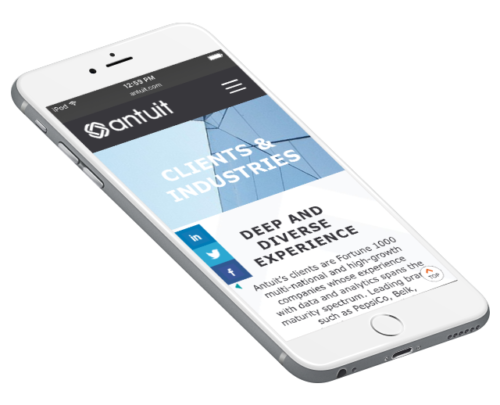 iPod 12:59 PM
antuit.com
antuit
CLIENTS &
INDUSTRIES
in
f
DEEP AND
DIVERSE
EXPERIENCE
Antuit's clients are Fortune 1000
multi-national and high-growth
companies whose experience
with data and analytics spans the
maturity spectrum. Leading bran
such as PepsiCo, Belk,
TOP